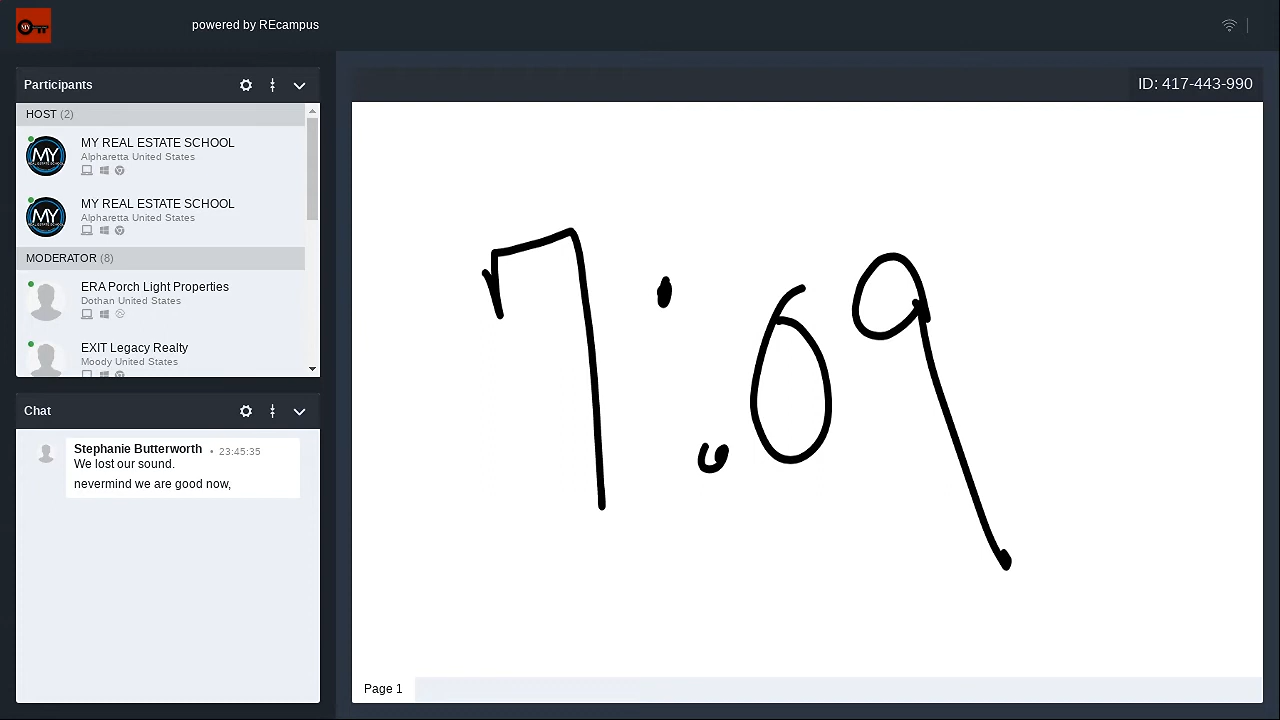 powered by REcampus
Participants
HOST (2)
MY REAL ESTATE SCHOOL
Alpharetta United States
MY REAL ESTATE SCHOOL
Alpharetta United States
MODERATOR (8)
ERA Porch Light Properties
Dothan United States
EXIT Legacy Realty
Moody United States
Chat
Stephanie Butterworth • 23:45:35
We lost our sound.
nevermind we are good now,
ID: 417-443-990
7:09
Page 1